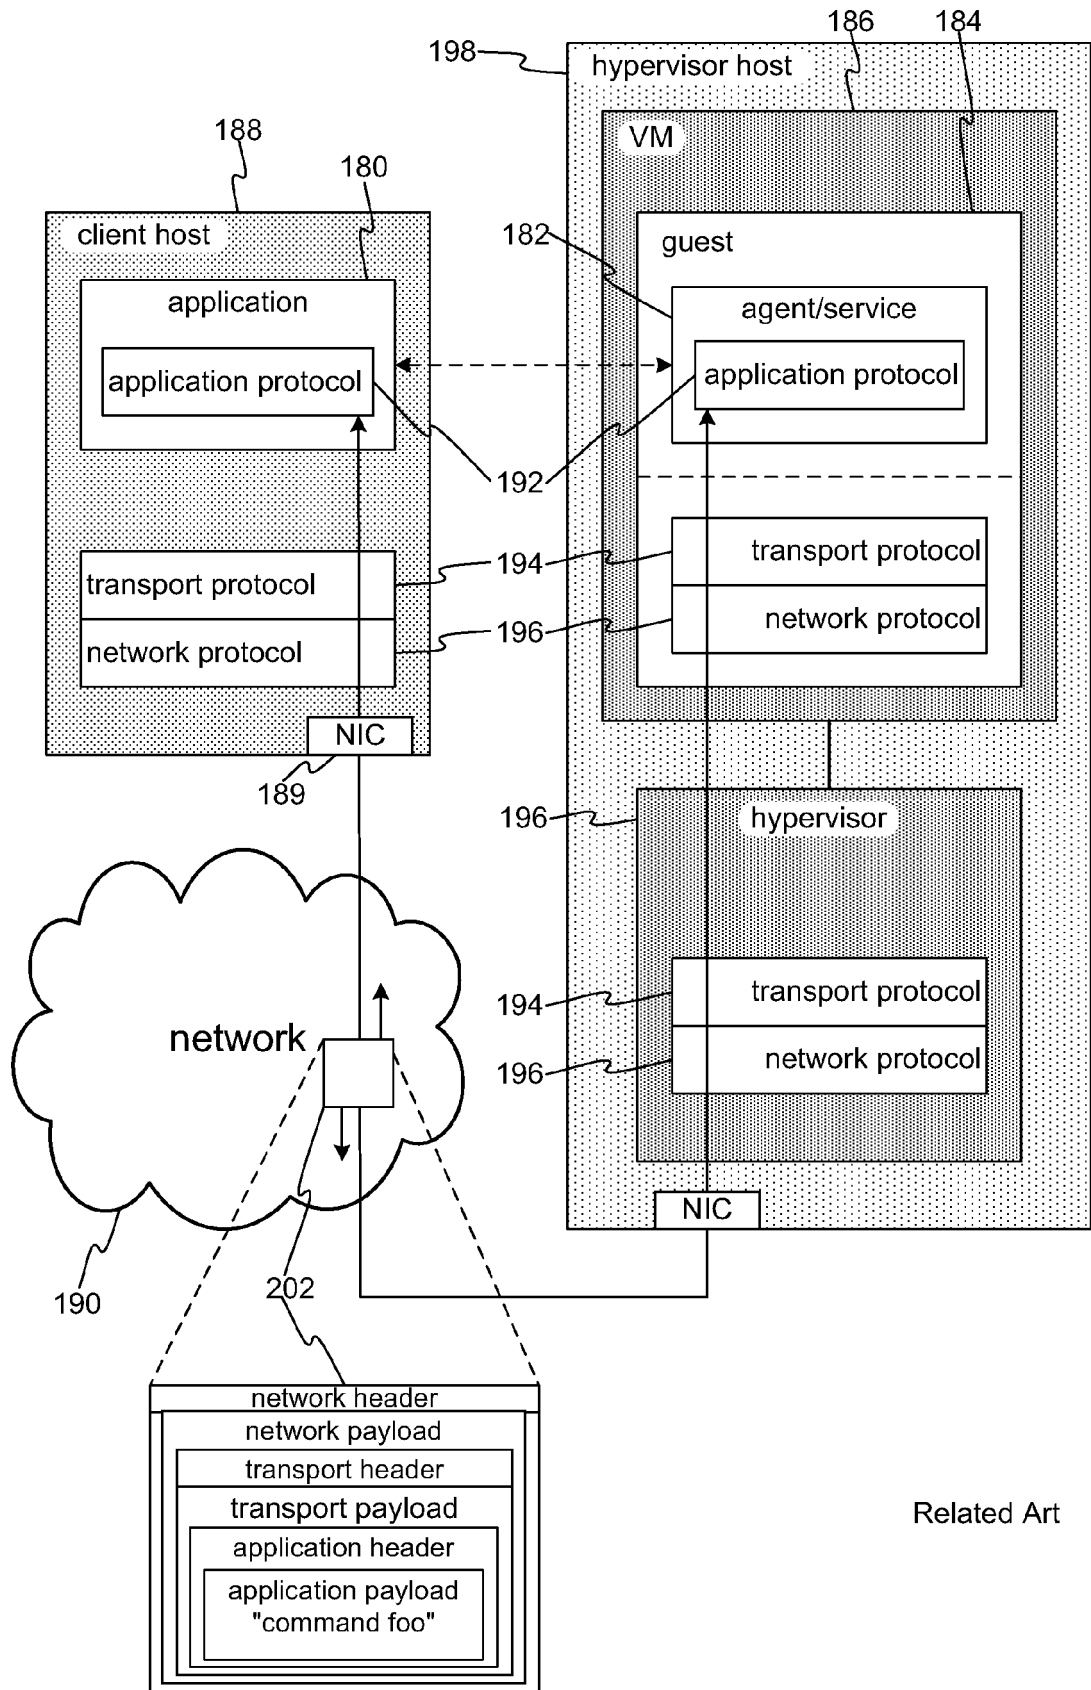 186
184
198
hypervisor host
VM
188
180
client host
182
guest
application
agent/service
application protocol
application protocol
192
transport protocol
194
transport protocol
network protocol
196
network protocol
NIC
189
196
hypervisor
network
194
transport protocol
196
network protocol
NIC
190
202
network header
network payload
transport header
transport payload
application header
application payload
"command foo"
Related Art